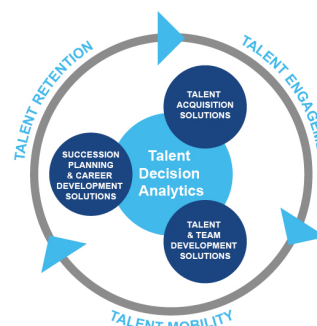 TALENT RETENTION
TALENT
TALENT
ACQUISITION
SOLUTIONS
SUCCESSION
PLANNING
& CAREER
DEVELOPMENT
SOLUTIONS
Talent
Decision
Analytics
TALENT
& TEAM
DEVELOPMENT
SOLUTIONS
TALENT MOBILITY